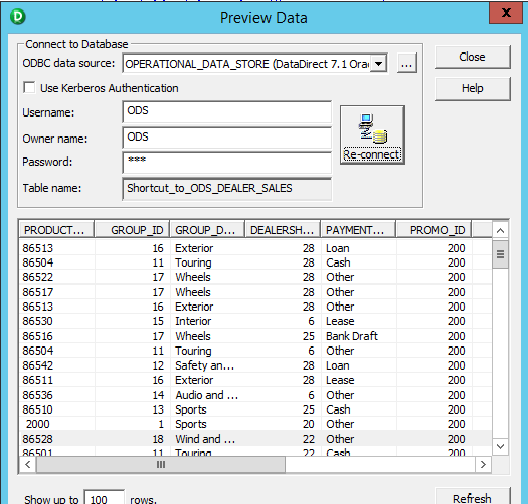 Preview Data
X
Connect to Database
ODBC data source: OPERATIONAL_DATA_STORE (DataDirect 7.1 Orac ... Close
Use Kerberos Authentication Help
Username: ODS
Owner name: ODS
Password: *** Re-connect
Table name: Shortcut_to_ODS_DEALER_SALES
PRODUCT... GROUP_ID GROUP_D... DEALERSH... PAYMENT... PROMO_ID
86513 16 Exterior 28 Loan 200
86504 11 Touring 28 Cash 200
86522 17 Wheels 28 Other 200
86517 17 Wheels 28 Other 200
86513 16 Exterior 28 Other 200
86530 15 Interior 6 Lease 200
86516 17 Wheels 25 Bank Draft 200
86504 11 Touring 6 Other 200
86542 12 Safety an... 28 Loan 200
86511 16 Exterior 28 Lease 200
86536 14 Audio and ... 6 Other 200
86510 13 Sports 25 Cash 200
2000 1 Sports 20 Other 200
86528 18 Wind and ... 22 Other 200
86501 11 Touring 22 Cash 200
Show up to 100 rows. Refresh